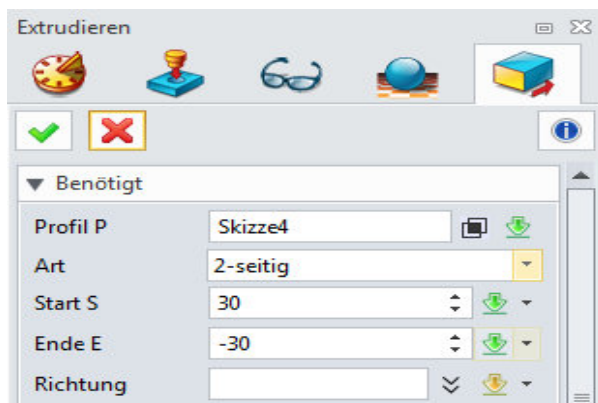 Extrudieren
Benötigt
Profil P Skizze4
Art 2-seitig
Start S 30
Ende E -30
Richtung